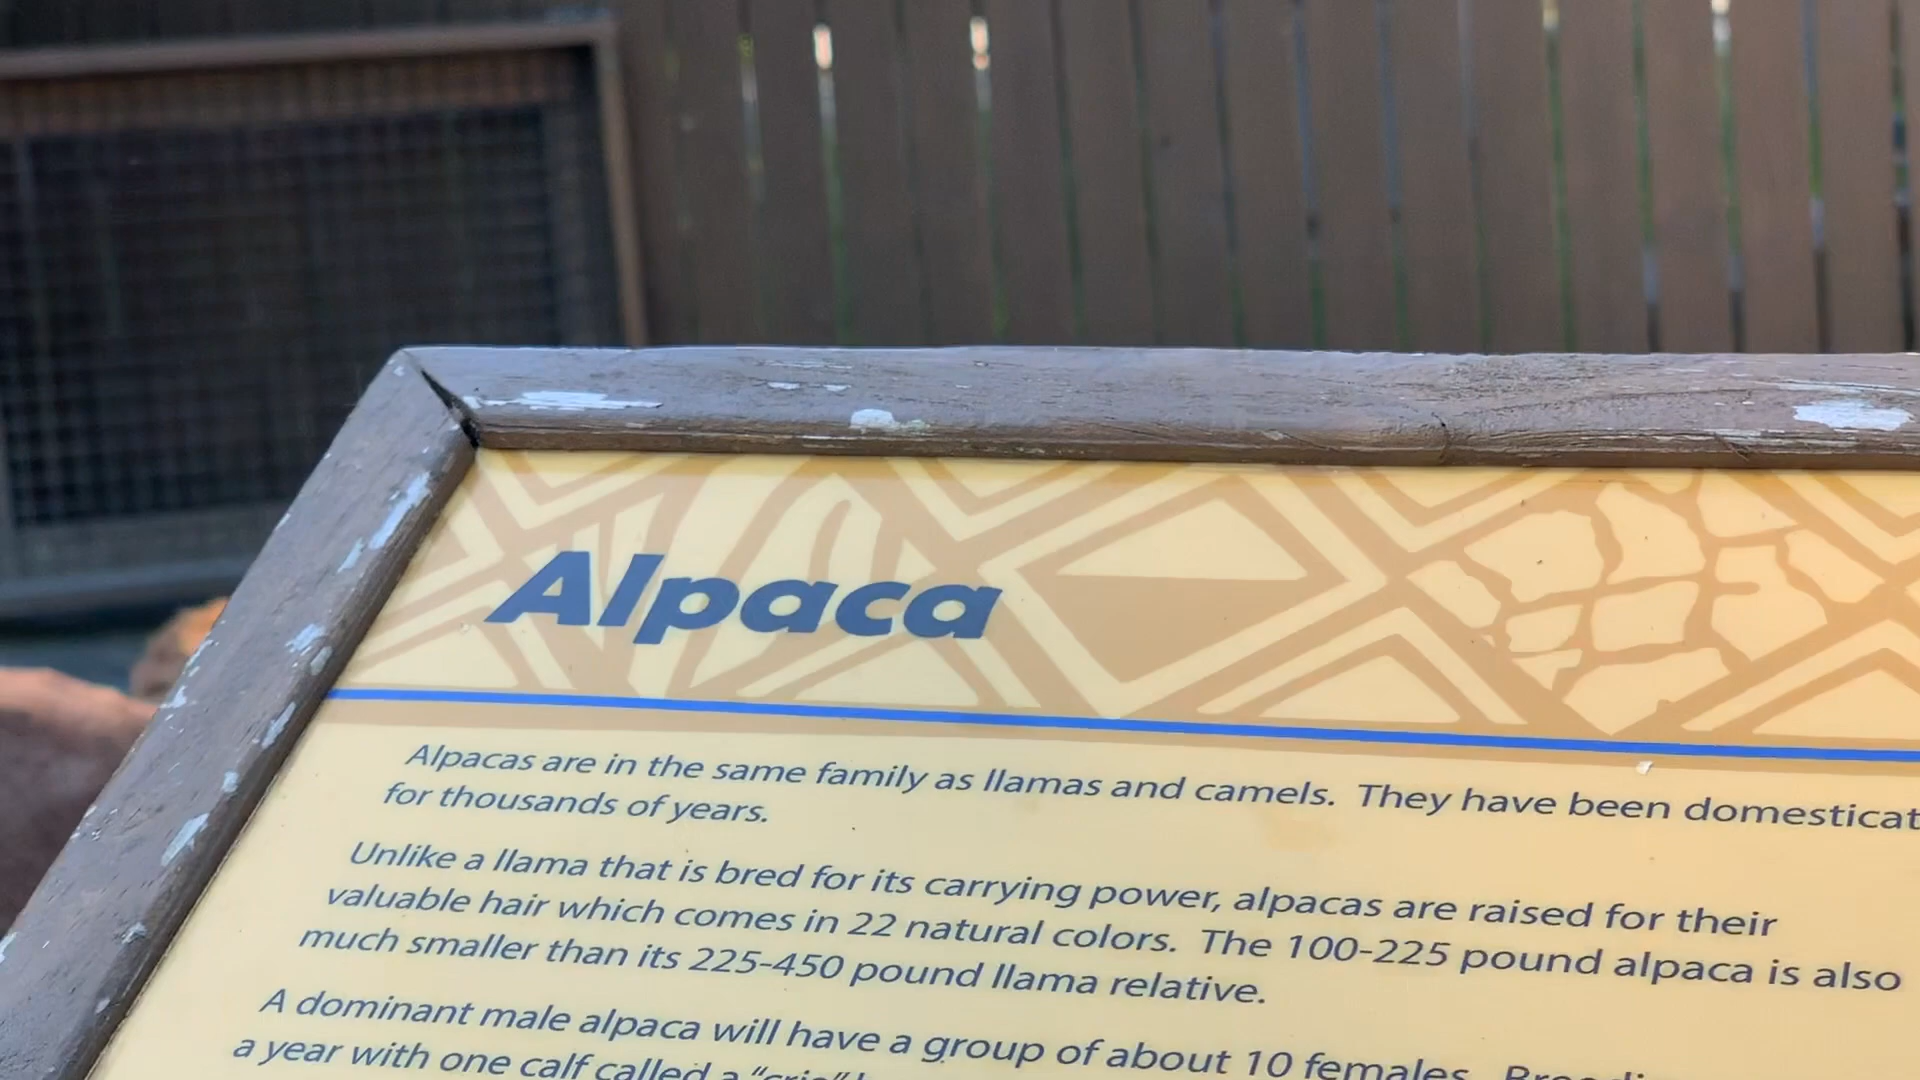 Alpaca
Alpacas are in the same family as llamas and camels. They have been domesticat
for thousands of years.
Unlike a llama that is bred for its carrying power, alpacas are raised for their
valuable hair which comes in 22 natural colors. The 100-225 pound alpaca is also
much smaller than its 225-450 pound llama relative.
A dominant male alpaca will have a group of about 10 females.
a year with one calf called a "cria"